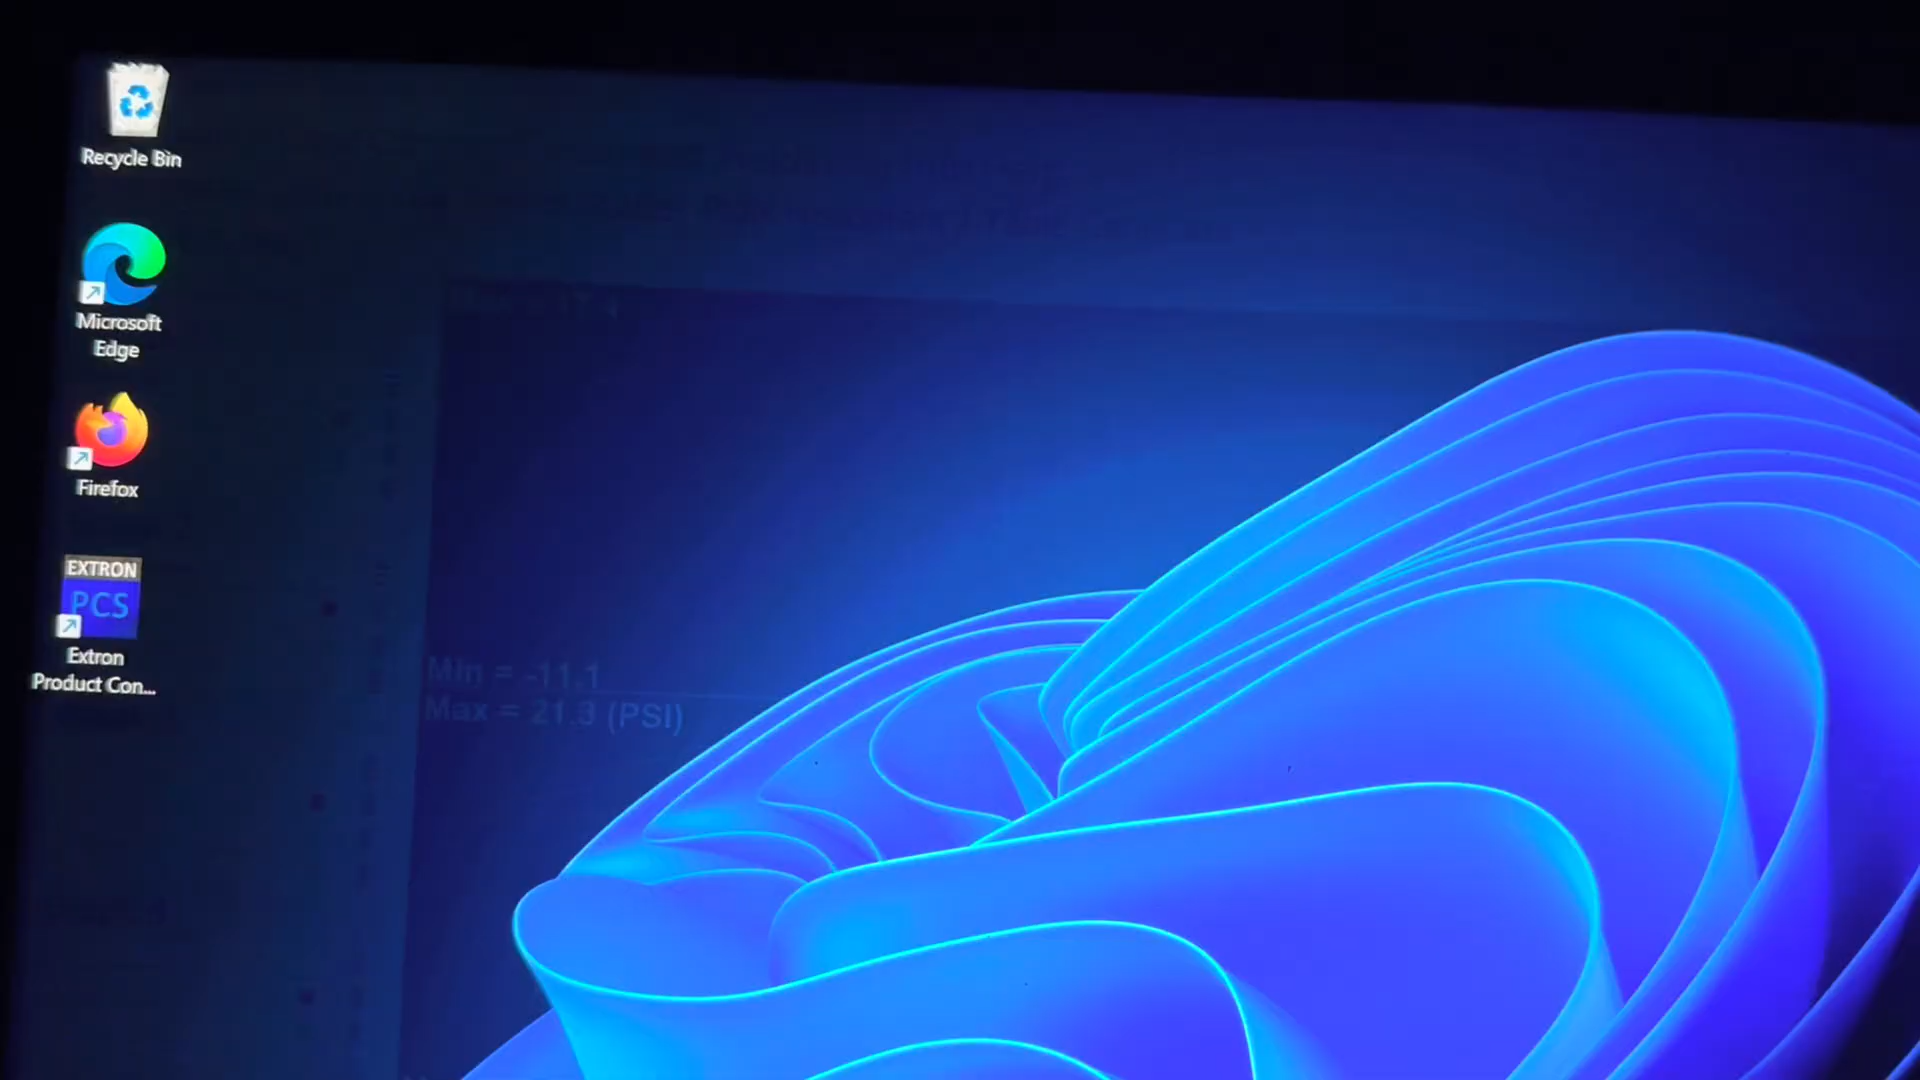 Recycle Bin
Microsoft
Edge
Firefox
EXTRON
PCS
Extron
Product Con...
Min = -11.1
Max = 21.3 (PSI)